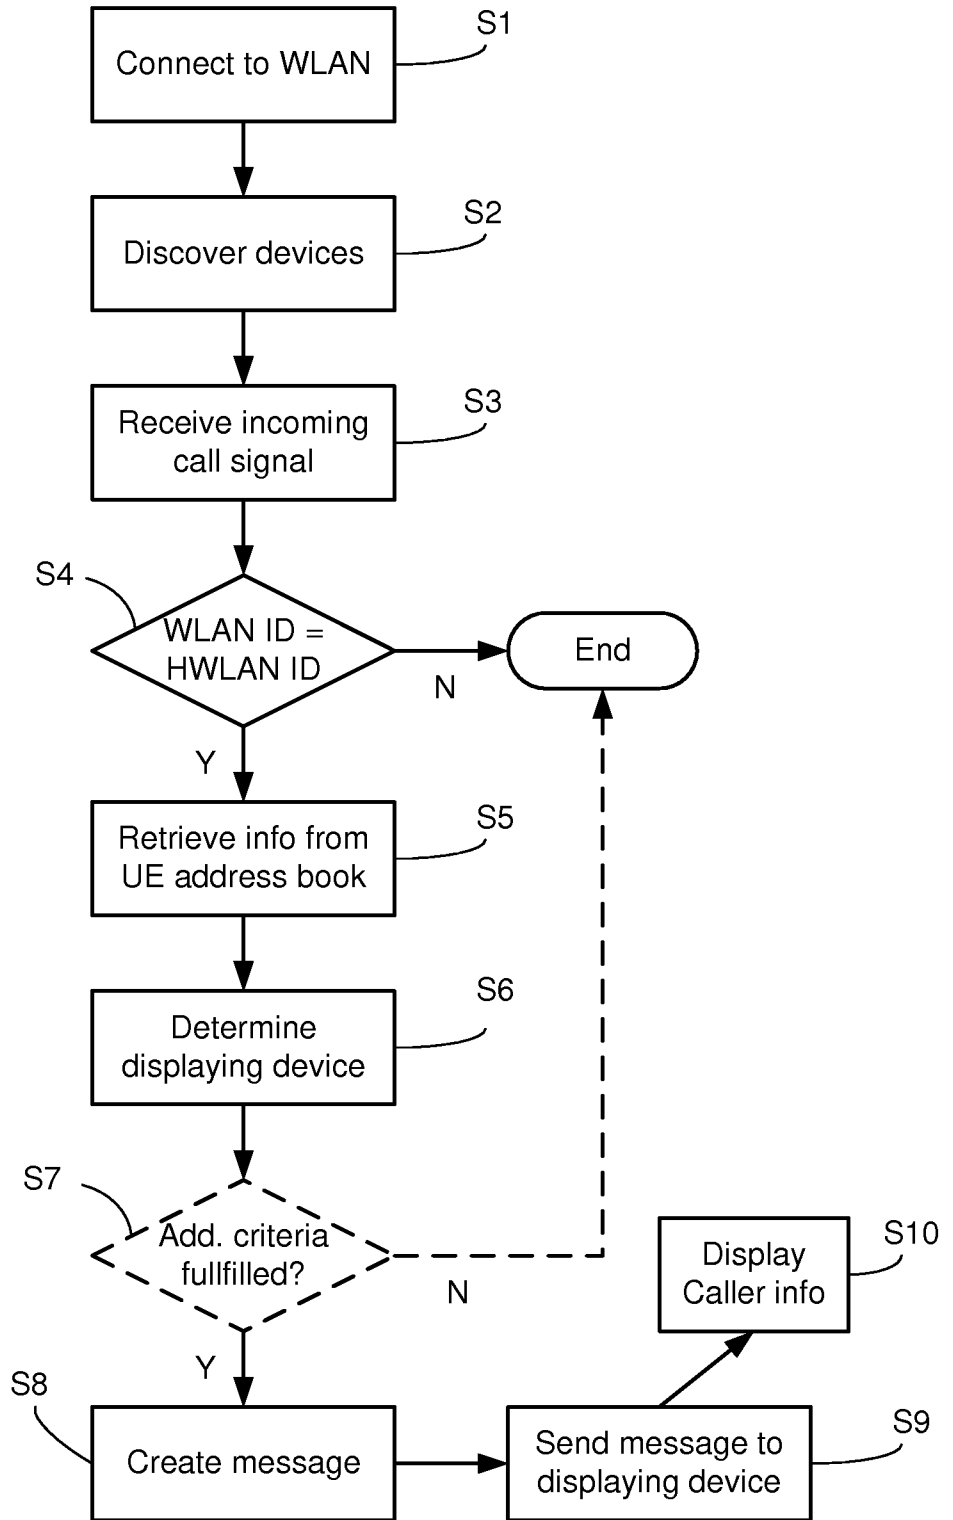 S1
Connect to WLAN
S2
Discover devices
S3
Receive incoming
call signal
S4
WLAN ID =
HWLAN ID
End
N
Y
S5
Retrieve info from
UE address book
S6
Determine
displaying device
S7
Add. criteria
fullfilled?
N
Y
S10
Display
Caller info
S8
Create message
S9
Send message to
displaying device